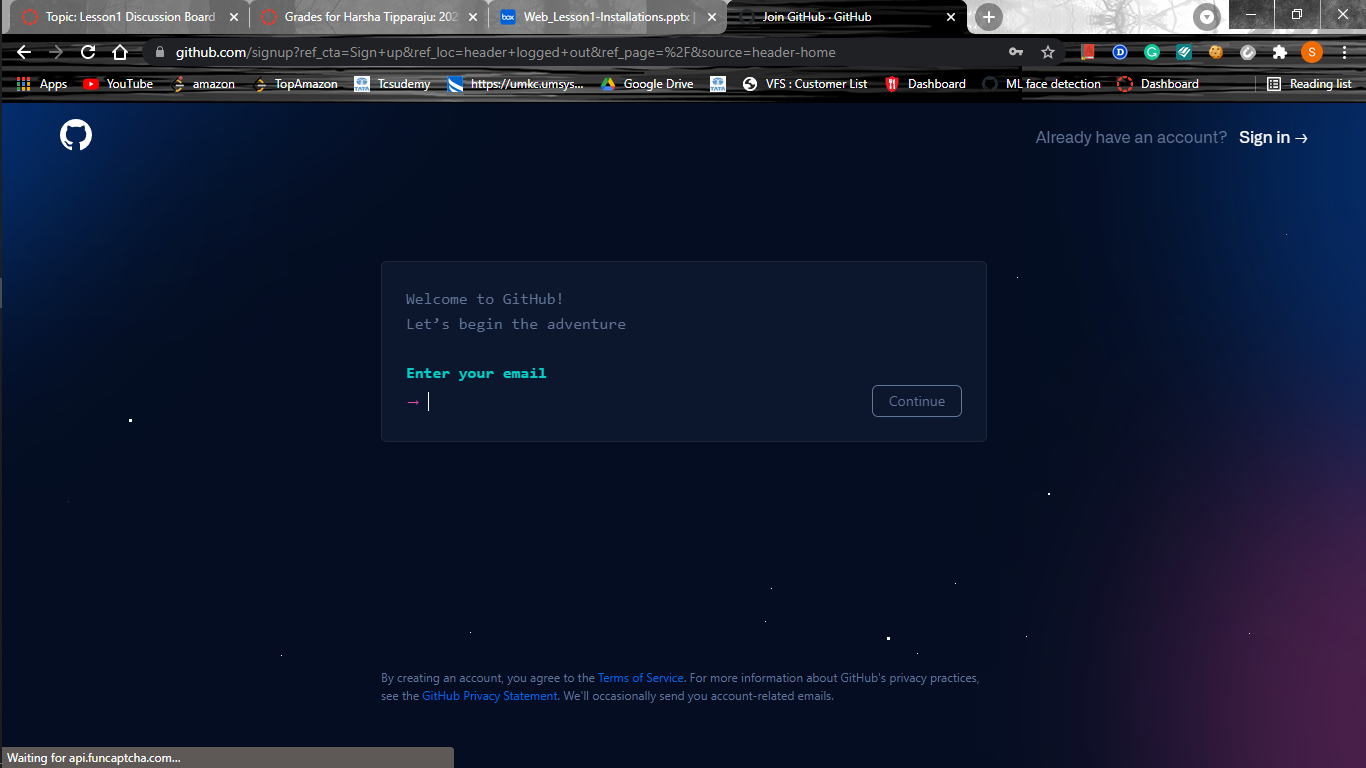 Topic: Lesson1 Discussion Board
Grades for Harsha Tipparaju: 202
box Web_Lesson1-Installations.pptx |
Join GitHub · GitHub
github.com/signup?ref_cta=Sign+up&ref_loc=header+logged+out&ref_page=%2F&source=header-home
S
Apps YouTube amazon TopAmazon Tcsudemy https://umkc.umsys... Google Drive VFS : Customer List Dashboard ML face detection Dashboard Reading list
Already have an account? Sign in →
Welcome to GitHub!
Let’s begin the adventure
Enter your email
→
Continue
By creating an account, you agree to the Terms of Service. For more information about GitHub's privacy practices,
see the GitHub Privacy Statement. We'll occasionally send you account-related emails.
Waiting for api.funcaptcha.com...